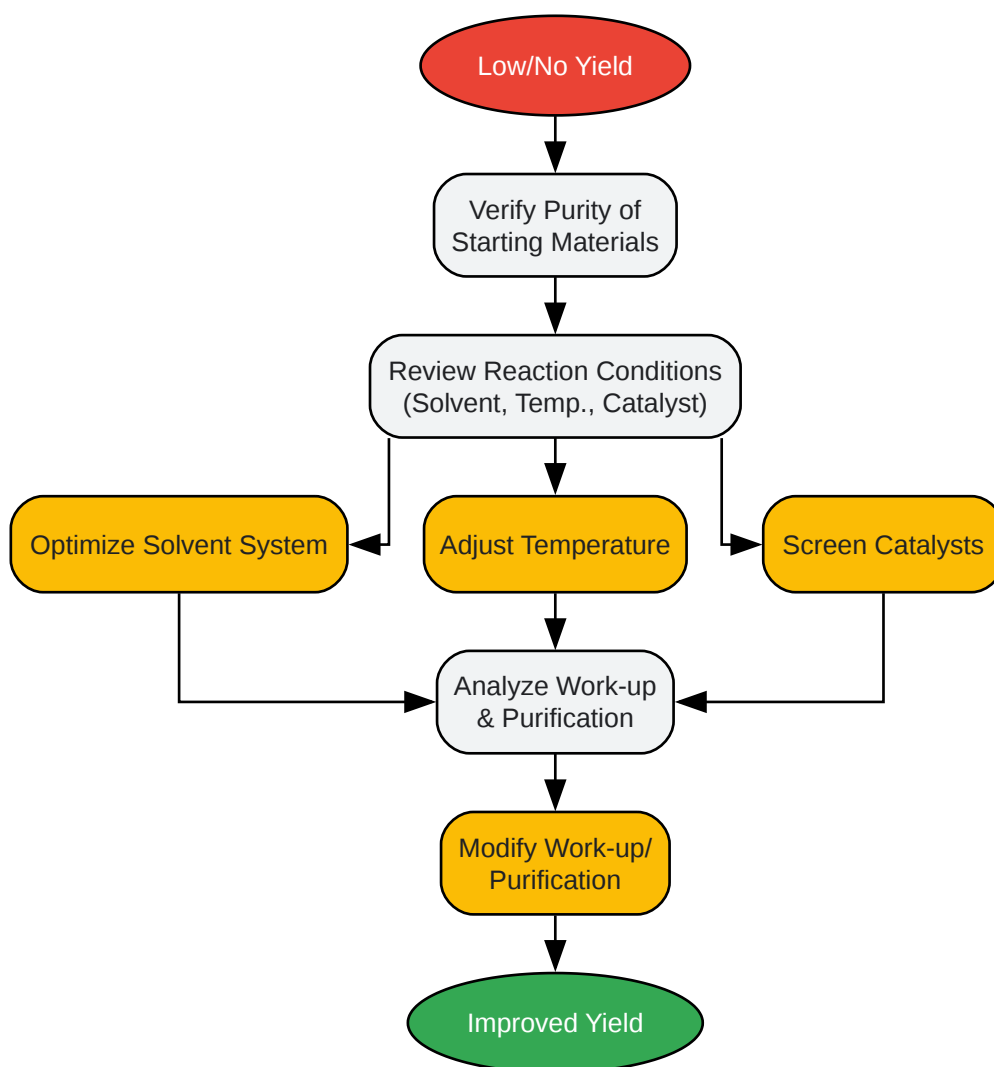 Low/No Yield
Verify Purity of
Starting Materials
Review Reaction Conditions
(Solvent, Temp., Catalyst)
Optimize Solvent System
Adjust Temperature
Screen Catalysts
Analyze Work-up
& Purification
Modify Work-up/
Purification
Improved Yield